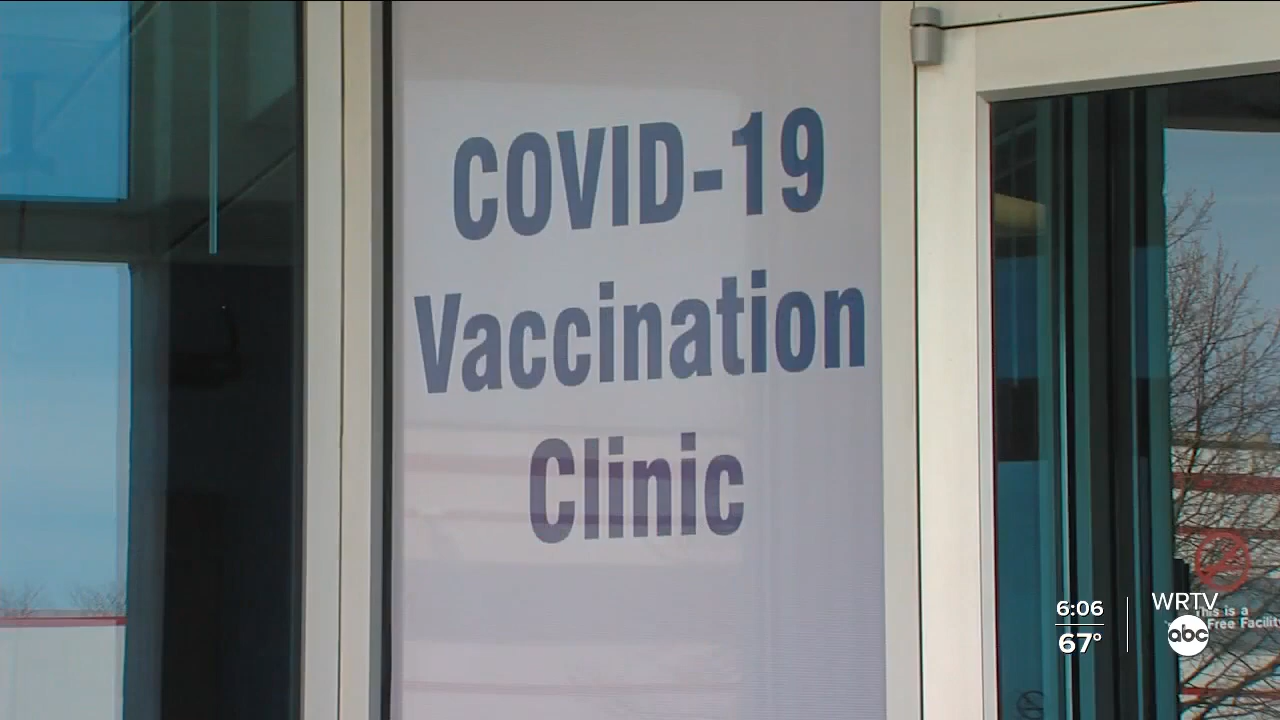 COVID-19
Vaccination
Clinic
6:06
67°
WRTV
abc
This is a
Free Facility